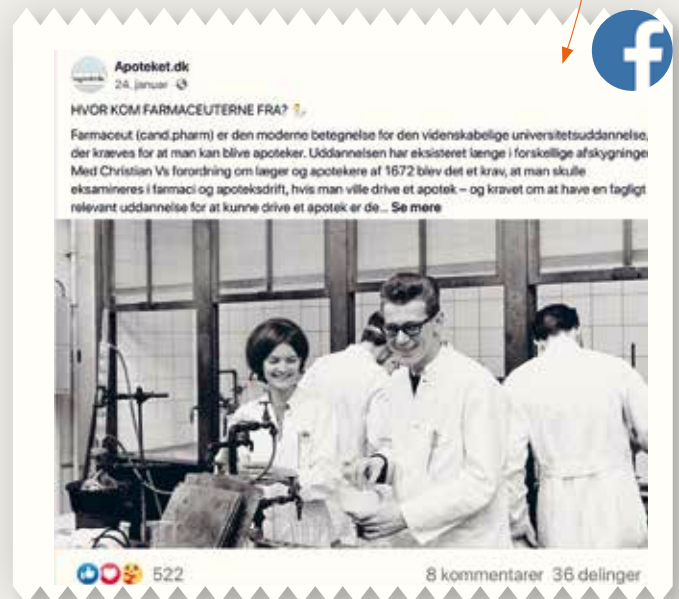 Apoteket.dk
24. januar
HVOR KOM FARMACEUTERNE FRA?
Farmaceut (cand.pharm) er den moderne betegnelse for den videnskabelige universitetsuddannelse,
der kræves for at man kan blive apoteker. Uddannelsen har eksisteret længe i forskellige afskygninger
Med Christian Vs forordning om læger og apotekere af 1672 blev det et krav, at man skulle
eksamineres i farmaci og apoteksdrift, hvis man ville drive et apotek – og kravet om at have en fagligt
relevant uddannelse for at kunne drive et apotek er de... Se mere
522
8 kommentarer 36 delinger